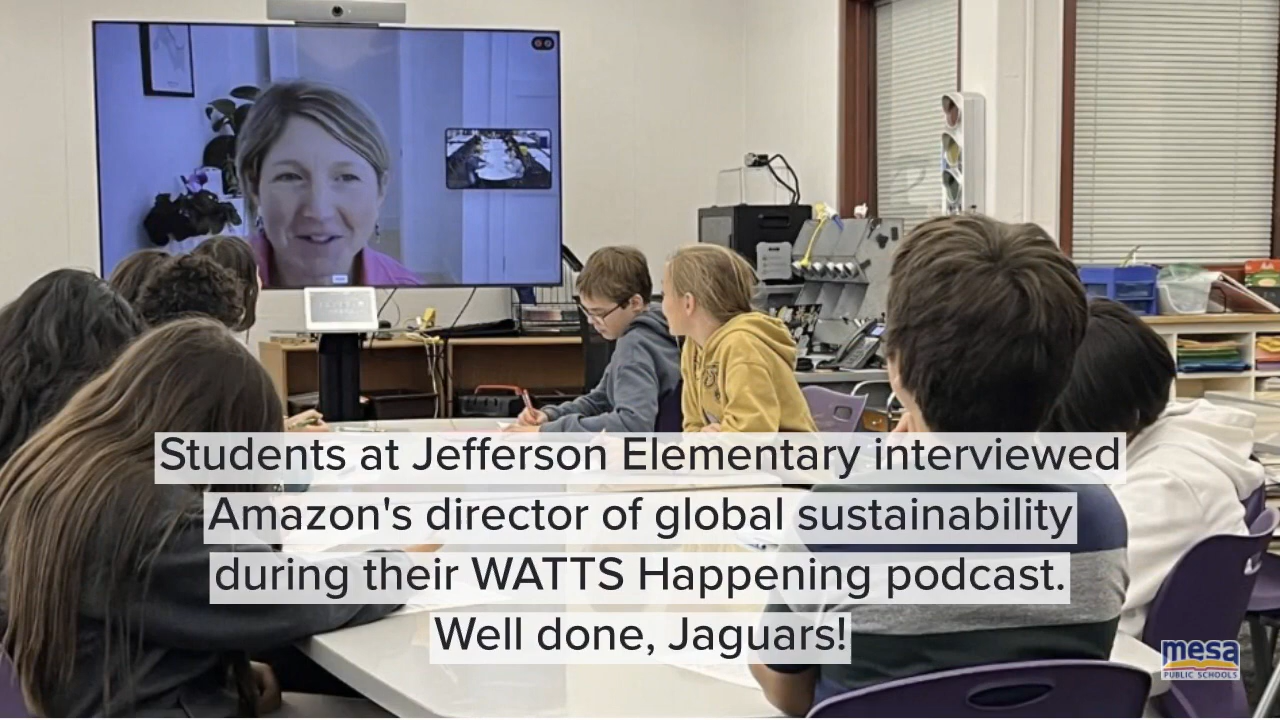 Students at Jefferson Elementary interviewed
Amazon's director of global sustainability
during their WATTS Happening podcast.
Well done, Jaguars!
mesa
PUBLIC SCHOOLS